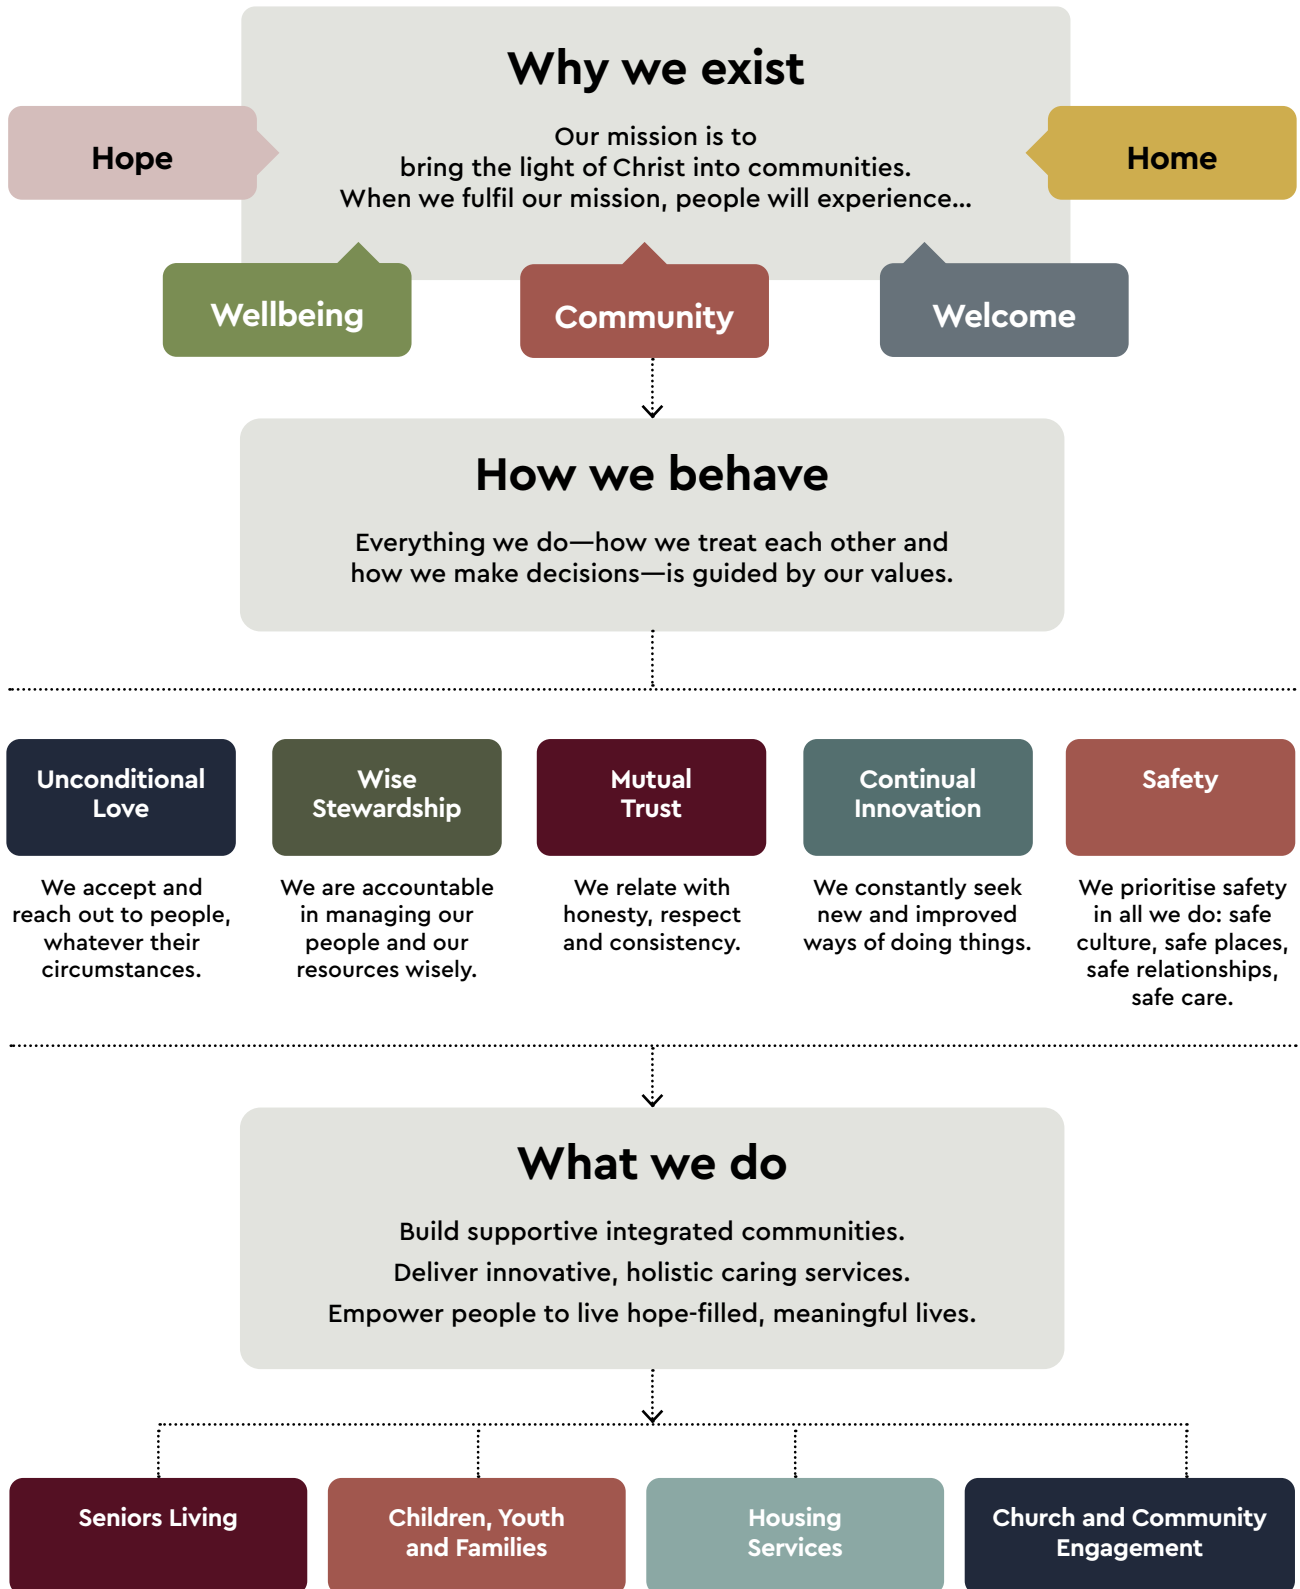 Why we exist
Our mission is to
bring the light of Christ into communities.
When we fulfil our mission, people will experience...
Hope
Home
Wellbeing
Community
Welcome
How we behave
Everything we do—how we treat each other and
how we make decisions—is guided by our values.
Unconditional
Love
We accept and
reach out to people,
whatever their
circumstances.
Wise
Stewardship
We are accountable
in managing our
people and our
resources wisely.
Mutual
Trust
We relate with
honesty, respect
and consistency.
Continual
Innovation
We constantly seek
new and improved
ways of doing things.
Safety
We prioritise safety
in all we do: safe
culture, safe places,
safe relationships,
safe care.
What we do
Build supportive integrated communities.
Deliver innovative, holistic caring services.
Empower people to live hope-filled, meaningful lives.
Seniors Living
Children, Youth
and Families
Housing
Services
Church and Community
Engagement